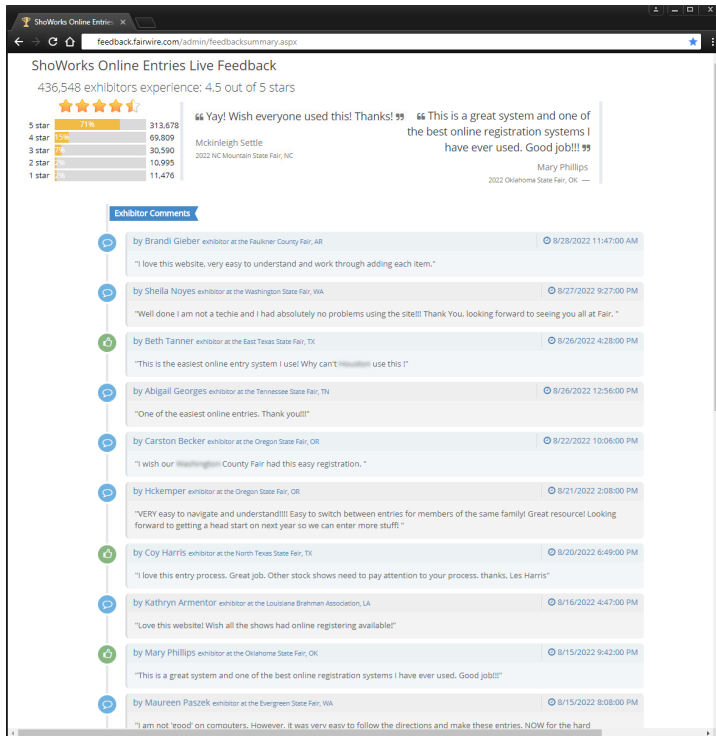 ShoWorks Online Entries
feedback.fairwire.com/admin/feedbacksummary.aspx
ShoWorks Online Entries Live Feedback
436,548 exhibitors experience: 4.5 out of 5 stars
5 star 71% 313,678
4 star 15% 69,809
3 star 7% 30,590
2 star 2% 10,995
1 star 2% 11,476
❝ Yay! Wish everyone used this! Thanks! ❞
Mckinleigh Settle
2022 NC Mountain State Fair, NC
❝ This is a great system and one of
the best online registration systems I
have ever used. Good job!!! ❞
Mary Phillips
2022 Oklahoma State Fair, OK —
Exhibitor Comments
by Brandi Gieber exhibitor at the Faulkner County Fair, AR 8/28/2022 11:47:00 AM
"I love this website, very easy to understand and work through adding each item."
by Sheila Noyes exhibitor at the Washington State Fair, WA 8/27/2022 9:27:00 PM
"Well done I am not a techie and I had absolutely no problems using the site!!! Thank You, looking forward to seeing you all at Fair. "
by Beth Tanner exhibitor at the East Texas State Fair, TX 8/26/2022 4:28:00 PM
"This is the easiest online entry system I use! Why can't use this !"
by Abigail Georges exhibitor at the Tennessee State Fair, TN 8/26/2022 12:56:00 PM
"One of the easiest online entries. Thank you!!!"
by Carston Becker exhibitor at the Oregon State Fair, OR 8/22/2022 10:06:00 PM
"I wish our County Fair had this easy registration. "
by Hckemper exhibitor at the Oregon State Fair, OR 8/21/2022 2:08:00 PM
"VERY easy to navigate and understand!!!! Easy to switch between entries for members of the same family! Great resource! Looking
forward to getting a head start on next year so we can enter more stuff! "
by Coy Harris exhibitor at the North Texas State Fair, TX 8/20/2022 6:49:00 PM
"I love this entry process. Great job. Other stock shows need to pay attention to your process. thanks, Les Harris"
by Kathryn Armentor exhibitor at the Louisiana Brahman Association, LA 8/16/2022 4:47:00 PM
"Love this website! Wish all the shows had online registering available!"
by Mary Phillips exhibitor at the Oklahoma State Fair, OK 8/15/2022 9:42:00 PM
"This is a great system and one of the best online registration systems I have ever used. Good job!!!"
by Maureen Paszek exhibitor at the Evergreen State Fair, WA 8/15/2022 8:08:00 PM
"I am not 'good' on computers. However, it was very easy to follow the directions and make these entries. NOW for the hard